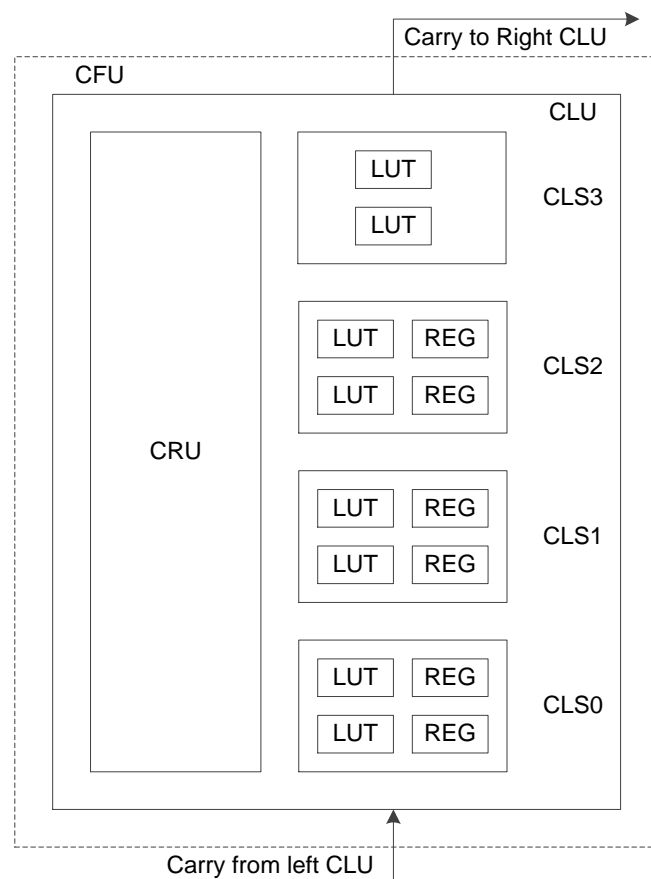 Carry to Right CLU
CFU
CLU
LUT
LUT
CLS3
LUT REG
LUT REG
CLS2
CRU
LUT REG
LUT REG
CLS1
LUT REG
LUT REG
CLS0
Carry from left CLU